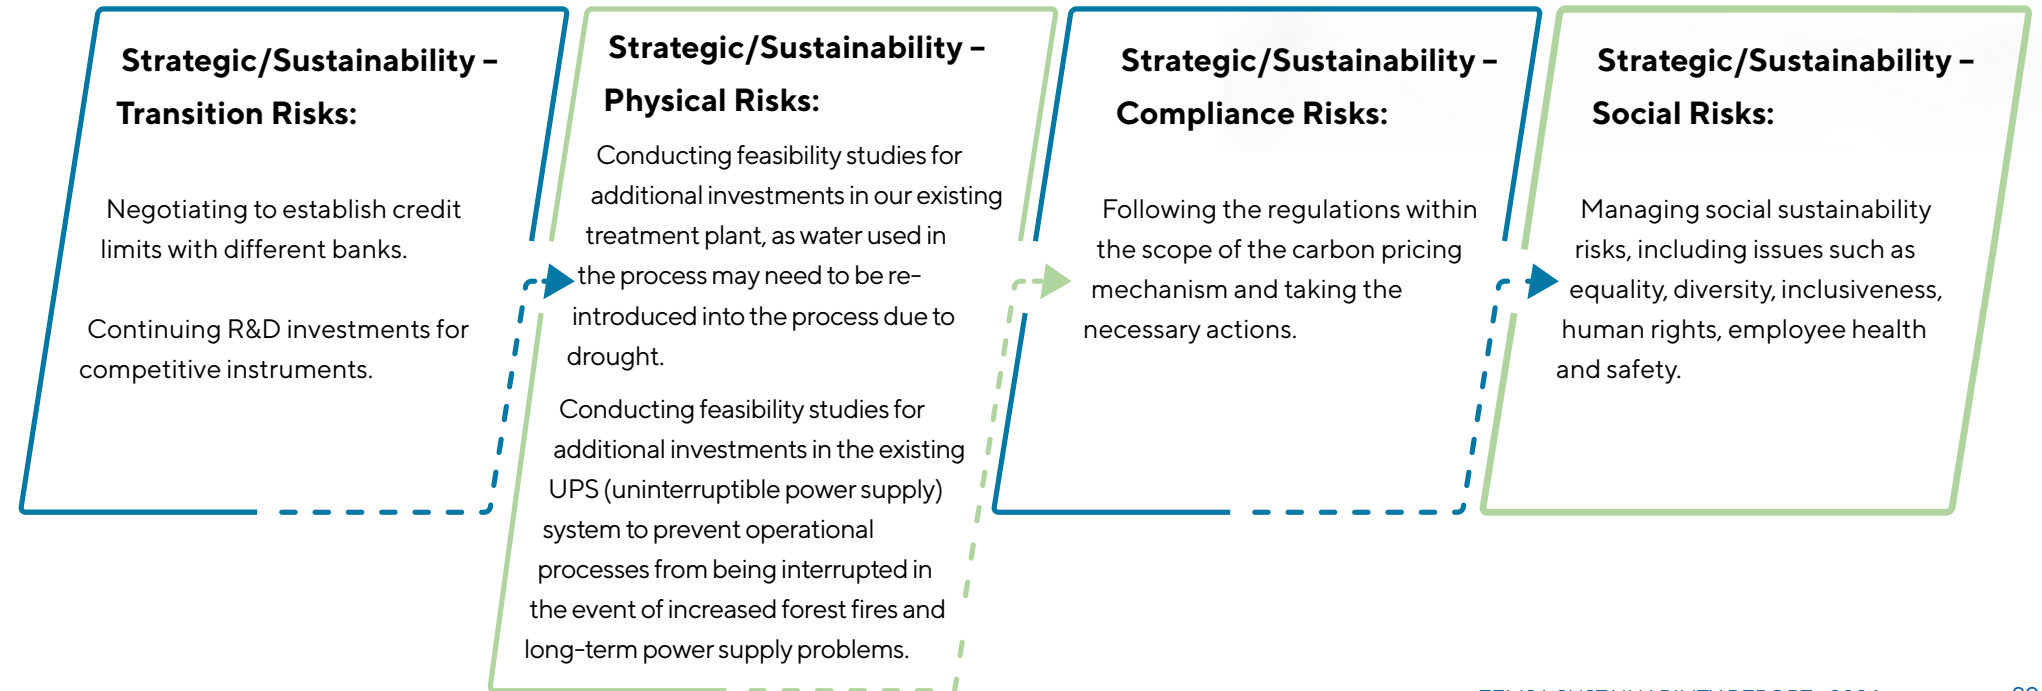 Strategic/Sustainability –
Transition Risks:
Negotiating to establish credit
limits with different banks.
Continuing R&D investments for
competitive instruments.
Strategic/Sustainability –
Physical Risks:
Conducting feasibility studies for
additional investments in our existing
treatment plant, as water used in
the process may need to be re-
introduced into the process due to
drought.
Conducting feasibility studies for
additional investments in the existing
UPS (uninterruptible power supply)
system to prevent operational
processes from being interrupted in
the event of increased forest fires and
long-term power supply problems.
Strategic/Sustainability –
Compliance Risks:
Following the regulations within
the scope of the carbon pricing
mechanism and taking the
necessary actions.
Strategic/Sustainability –
Social Risks:
Managing social sustainability
risks, including issues such as
equality, diversity, inclusiveness,
human rights, employee health
and safety.